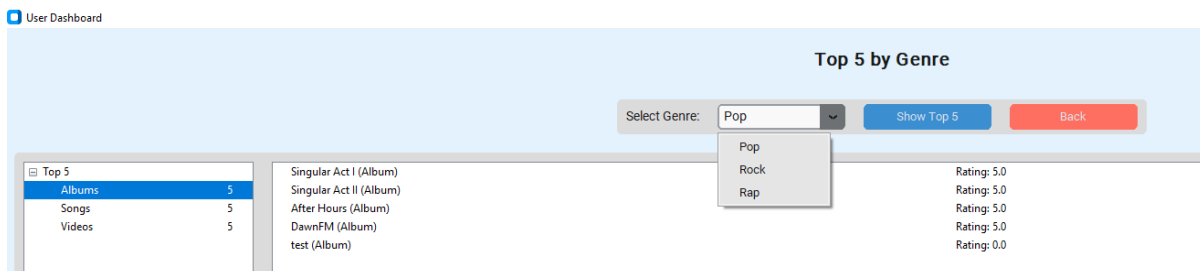 User Dashboard
Top 5 by Genre
Select Genre: Pop Show Top 5 Back
Pop
Rock
Rap
Top 5
Albums 5
Songs 5
Videos 5
Singular Act I (Album) Rating: 5.0
Singular Act II (Album) Rating: 5.0
After Hours (Album) Rating: 5.0
DawnFM (Album) Rating: 5.0
test (Album) Rating: 0.0